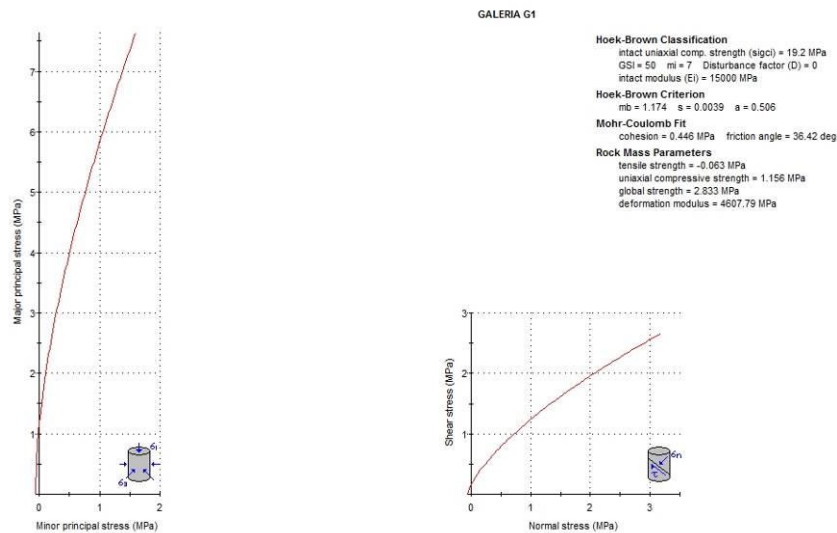 GALERIA G1
Hoek-Brown Classification
intact uniaxial comp. strength (sigci) = 19.2 MPa
GSI = 50 mi = 7 Disturbance factor (D) = 0
intact modulus (Ei) = 15000 MPa
Hoek-Brown Criterion
mb = 1.174 s = 0.0039 a = 0.506
Mohr-Coulomb Fit
cohesion = 0.446 MPa friction angle = 36.42 deg
Rock Mass Parameters
tensile strength = -0.063 MPa
uniaxial compressive strength = 1.156 MPa
global strength = 2.833 MPa
deformation modulus = 4607.79 MPa
Major principal stress (MPa)
7
6
5
4
3
2
1
0 1 2
Minor principal stress (MPa)
σ1
σ3
Shear stress (MPa)
3
2
1
0 1 2 3
Normal stress (MPa)
σn
τ